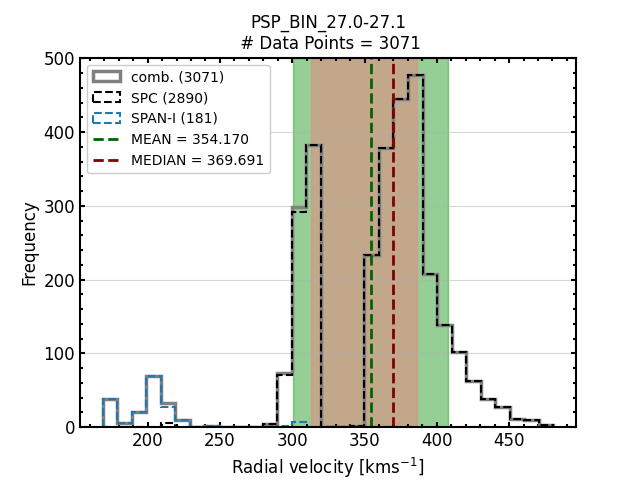 PSP_BIN_27.0-27.1
# Data Points = 3071
500
400
300
200
100
0
Frequency
comb. (3071)
SPC (2890)
SPAN-I (181)
MEAN = 354.170
MEDIAN = 369.691
200 250 300 350 400 450
Radial velocity [kms⁻¹]